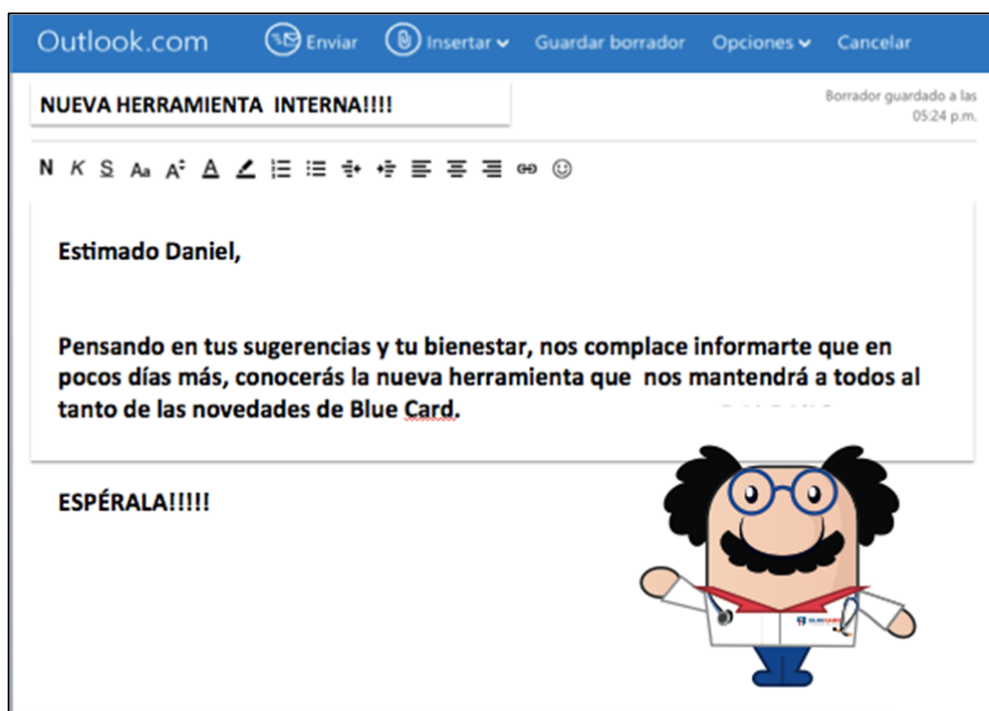 Outlook.com Enviar Insertar Guardar borrador Opciones Cancelar
NUEVA HERRAMIENTA INTERNA!!!!
Borrador guardado a las
05:24 p.m.
N K S Aa A A
Estimado Daniel,
Pensando en tus sugerencias y tu bienestar, nos complace informarte que en
pocos días más, conocerás la nueva herramienta que nos mantendrá a todos al
tanto de las novedades de Blue Card.
ESPÉRALA!!!!!